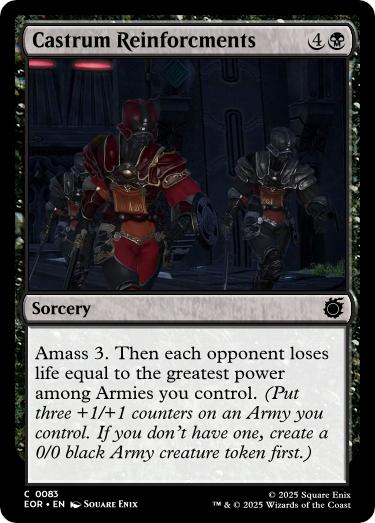 Castrum Reinforcments 4
Sorcery
Amass 3. Then each opponent loses
life equal to the greatest power
among Armies you control. (Put
three +1/+1 counters on an Army you
control. If you don't have one, create a
0/0 black Army creature token first.)
C 0083
EOR • EN Square Enix
© 2025 Square Enix
™ & © 2025 Wizards of the Coast